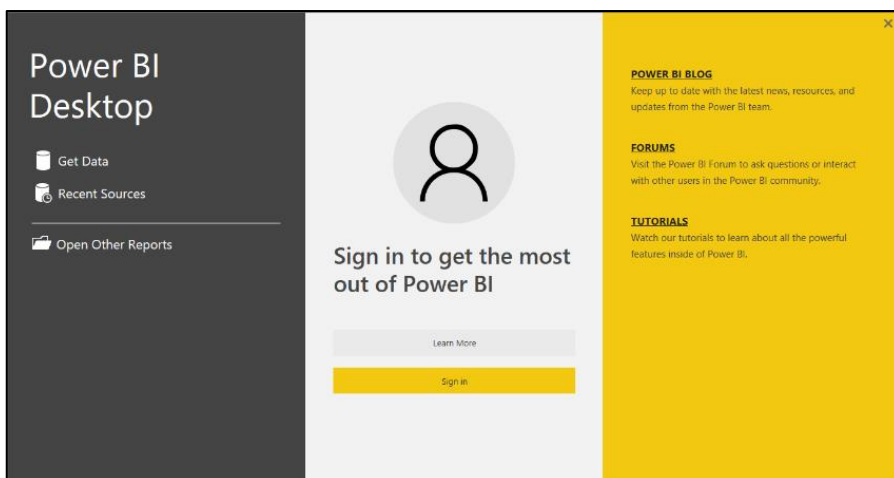 Power BI
Desktop
Get Data
Recent Sources
Open Other Reports
Sign in to get the most
out of Power BI
Learn More
Sign in
POWER BI BLOG
Keep up to date with the latest news, resources, and
updates from the Power BI team.
FORUMS
Visit the Power BI Forum to ask questions or interact
with other users in the Power BI community.
TUTORIALS
Watch our tutorials to learn about all the powerful
features inside of Power BI.